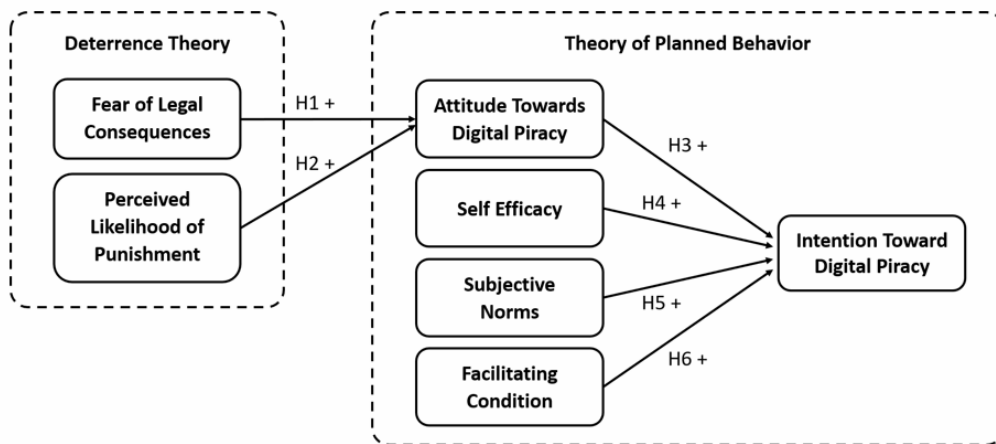 Deterrence Theory
Fear of Legal
Consequences
Perceived
Likelihood of
Punishment
H1 +
H2 +
Theory of Planned Behavior
Attitude Towards
Digital Piracy
Self Efficacy
Subjective
Norms
Facilitating
Condition
H3 +
H4 +
H5 +
H6 +
Intention Toward
Digital Piracy